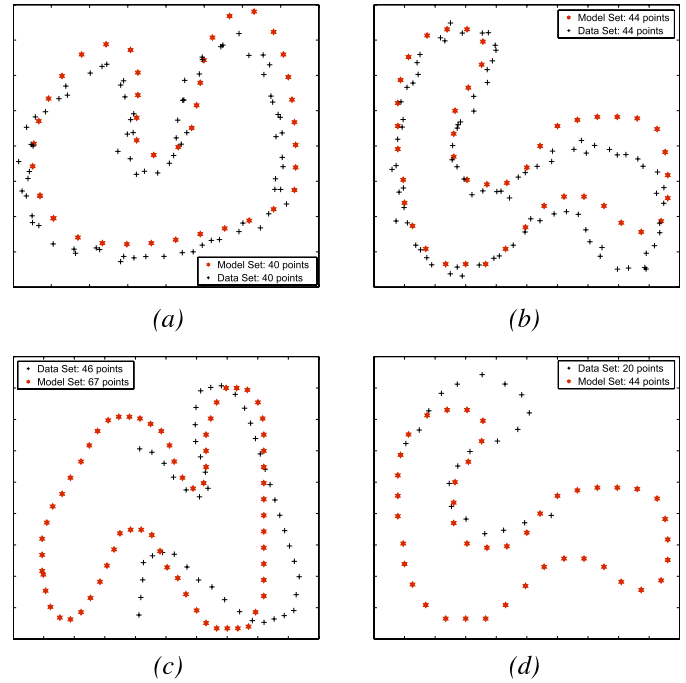 Model Set: 44 points
Data Set: 44 points
Model Set: 40 points
Data Set: 40 points
(a)
(b)
Data Set: 46 points
Model Set: 67 points
Data Set: 20 points
Model Set: 44 points
(c)
(d)